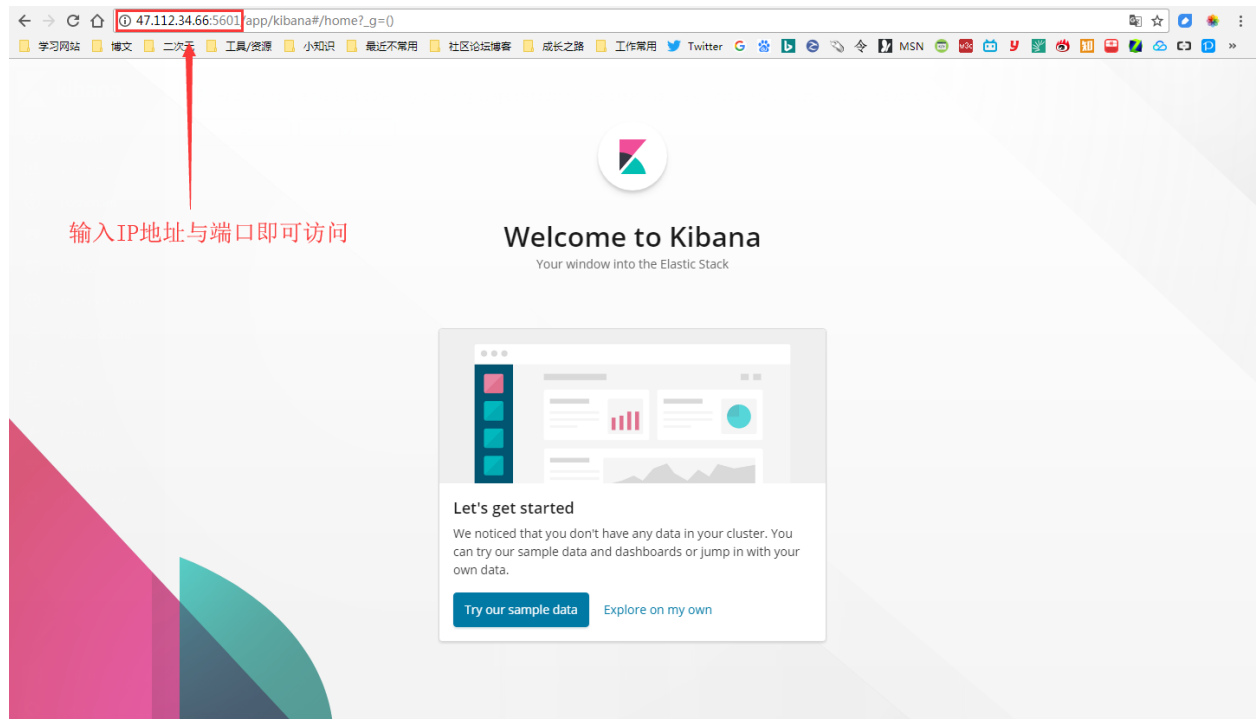 47.112.34.66:5601/app/kibana#/home?_g=()
学习网站 博文 二次元 工具/资源 小知识 最近不常用 社区论坛博客 成长之路 工作常用 Twitter MSN
输入IP地址与端口即可访问
Welcome to Kibana
Your window into the Elastic Stack
Let's get started
We noticed that you don't have any data in your cluster. You
can try our sample data and dashboards or jump in with your
own data.
Try our sample data Explore on my own